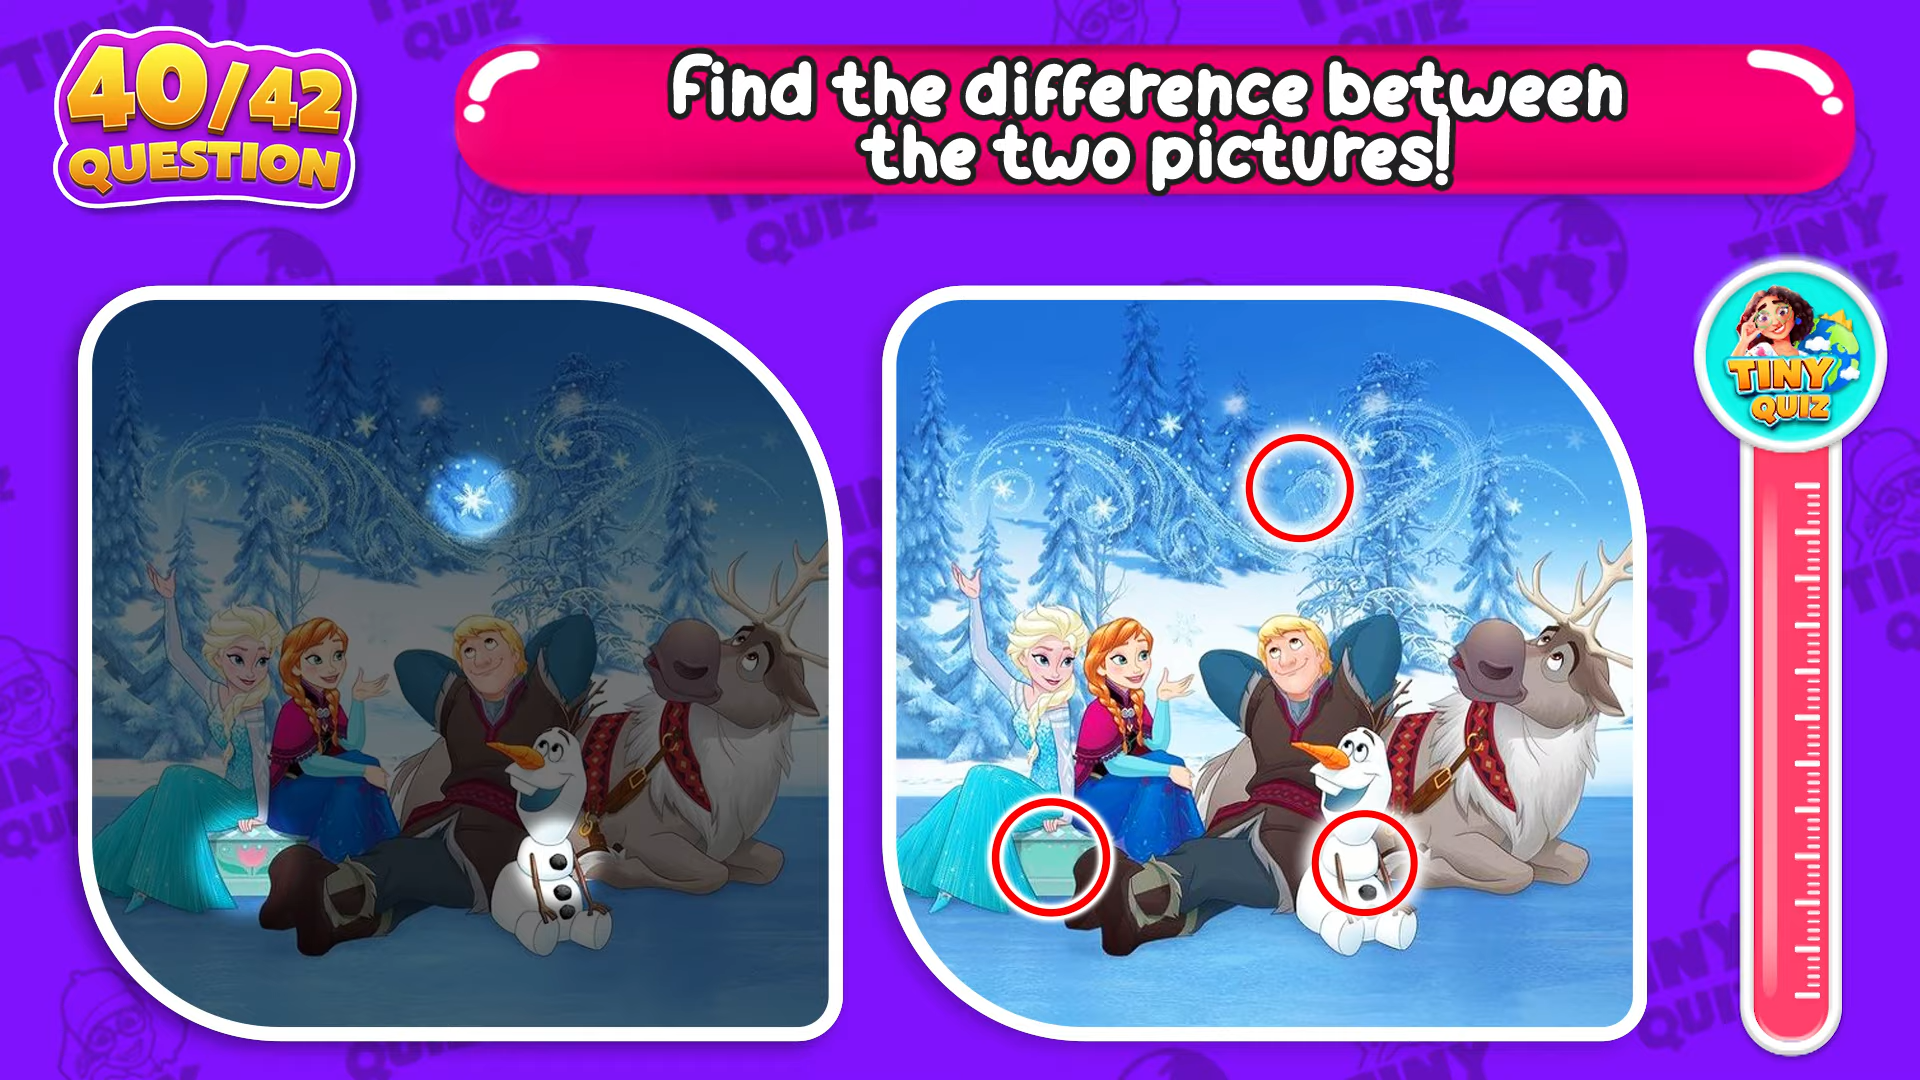 40/42
QUESTION
Find the difference between
the two pictures!
TINY
QUIZ